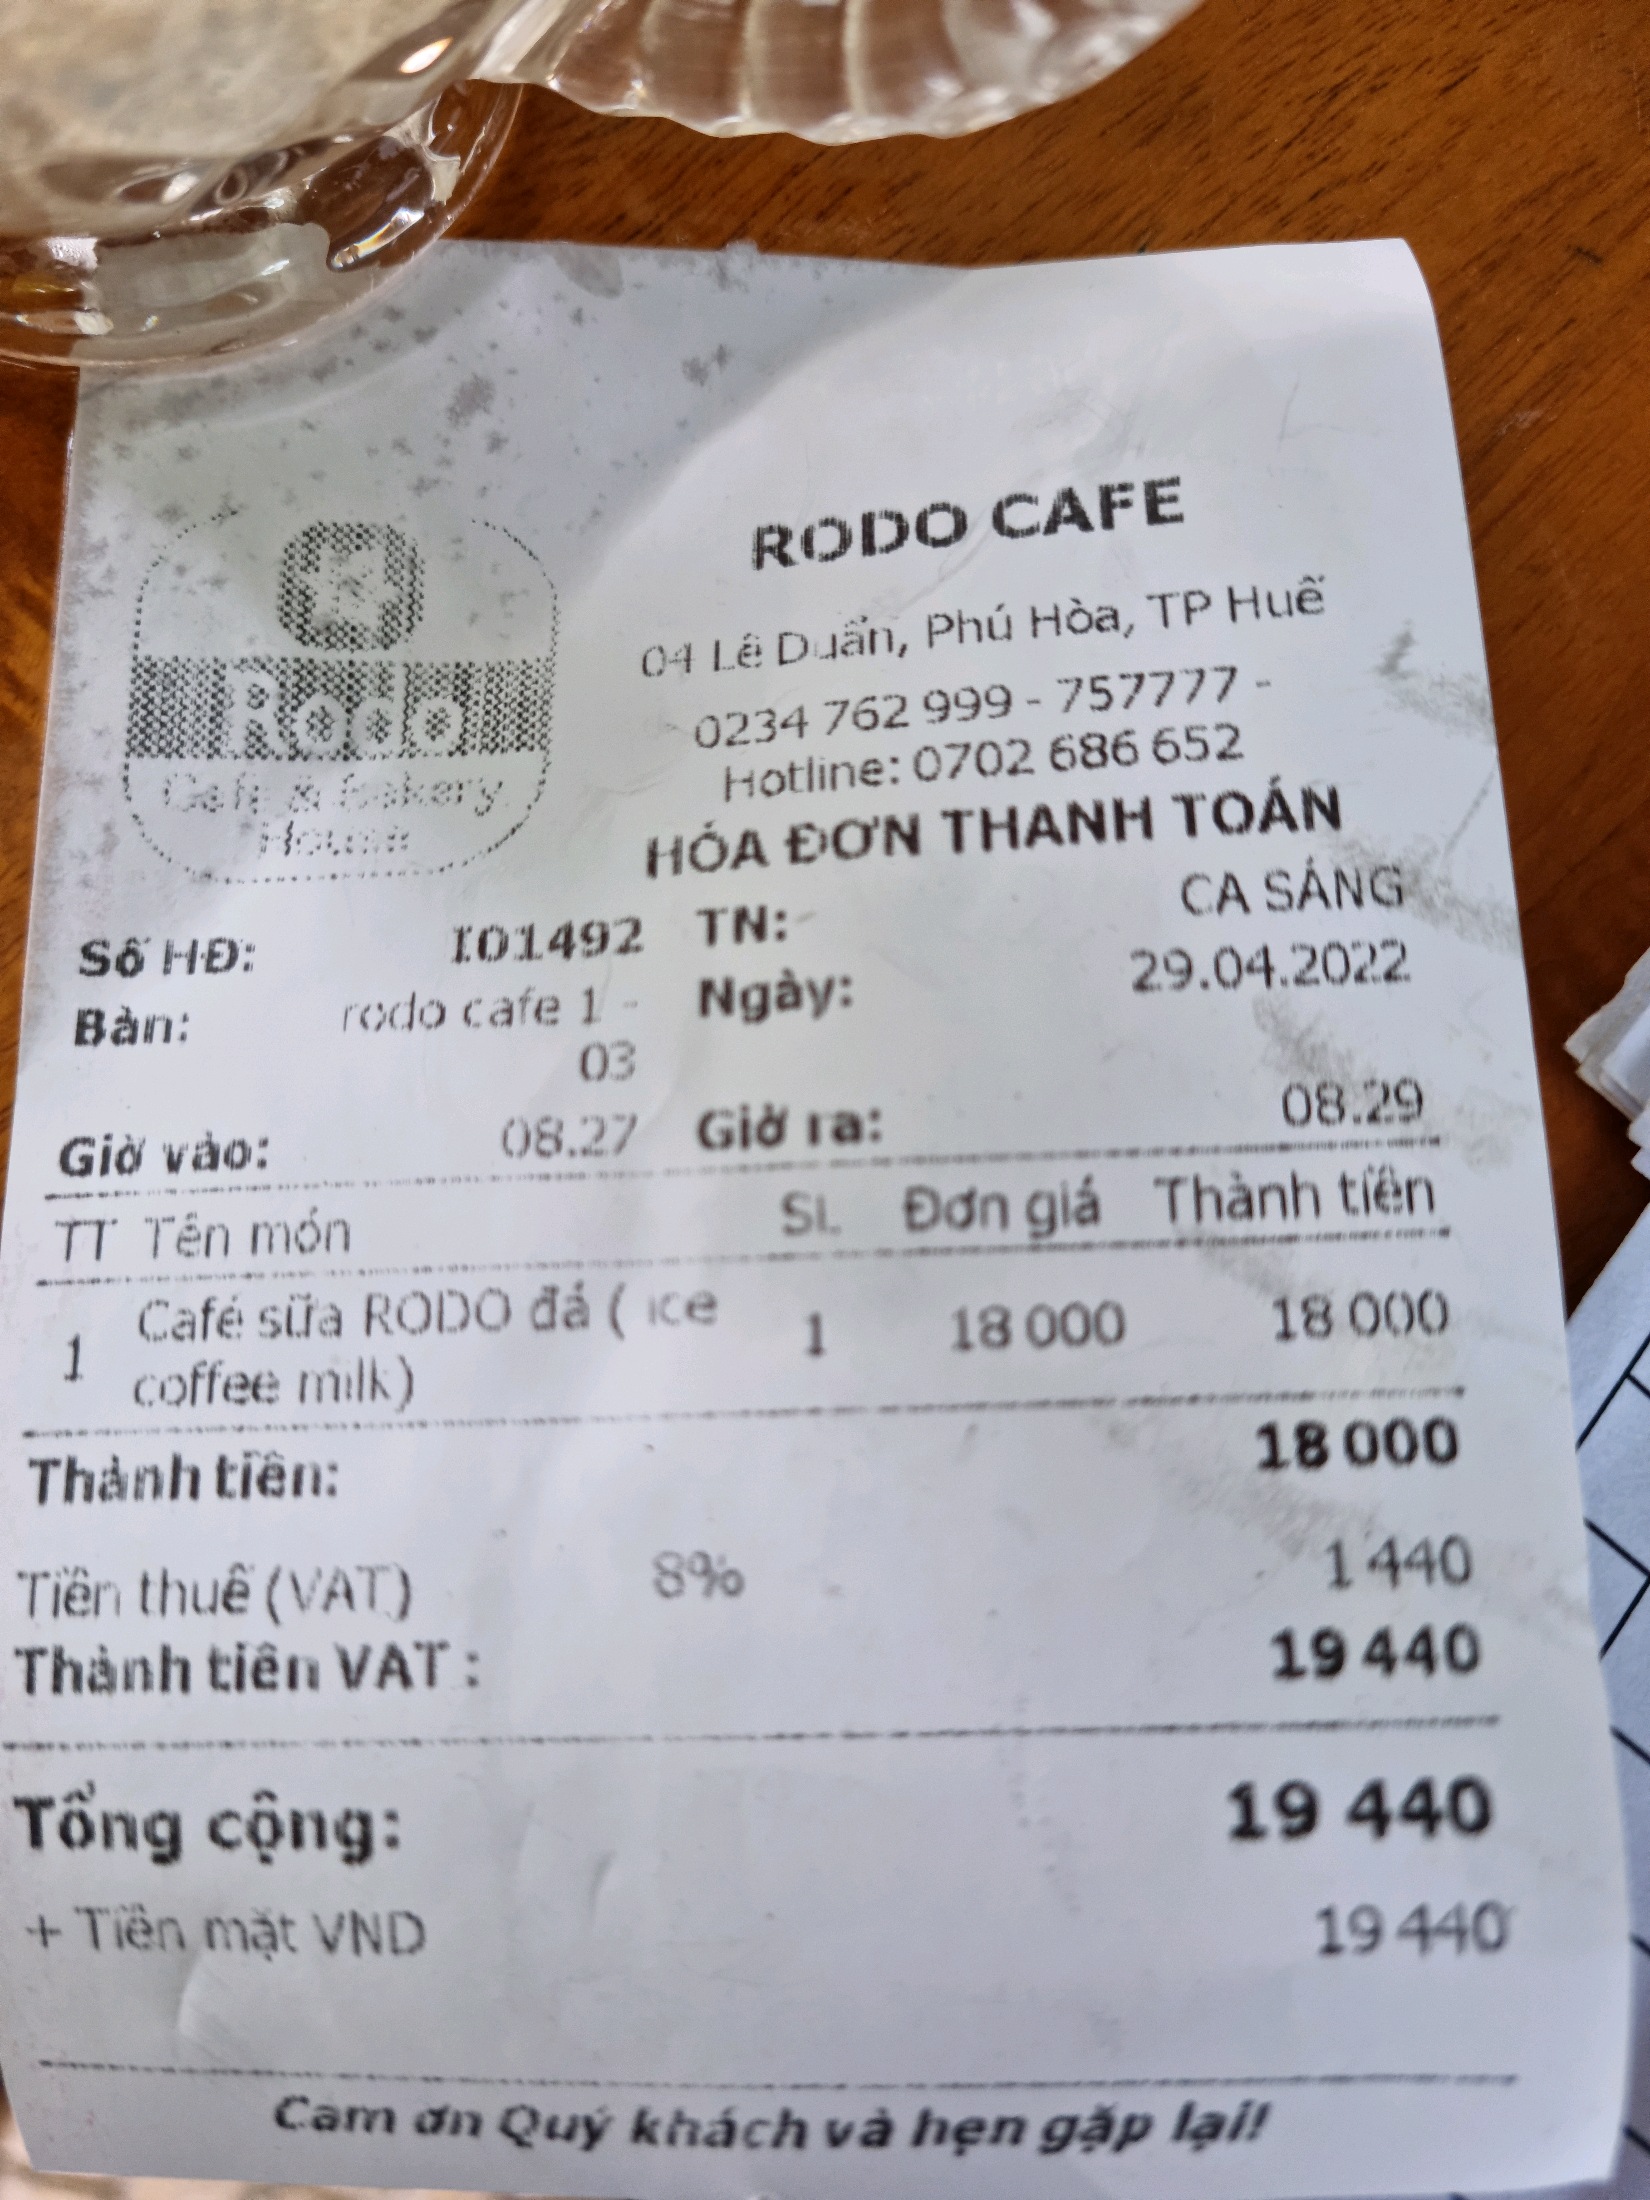 RODO CAFE
04 Lê Duẩn, Phú Hòa, TP Huế
0234 762 999 - 757777 -
Hotline: 0702 686 652
Rodo
Café & Bakery
House
HÓA ĐƠN THANH TOÁN
Số HĐ: I01492 TN: CA SÁNG
Bàn: rodo cafe 1 - Ngày: 29.04.2022
03
Giờ vào: 08.27 Giờ ra: 08.29
TT Tên món SL Đơn giá Thành tiền
1 Café sữa RODO đá ( ice 1 18 000 18 000
coffee milk)
Thành tiền: 18 000
Tiền thuế (VAT) 8% 1 440
Thành tiền VAT : 19 440
Tổng cộng: 19 440
+ Tiền mặt VND 19 440
Cam ơn Quý khách và hẹn gặp lại!